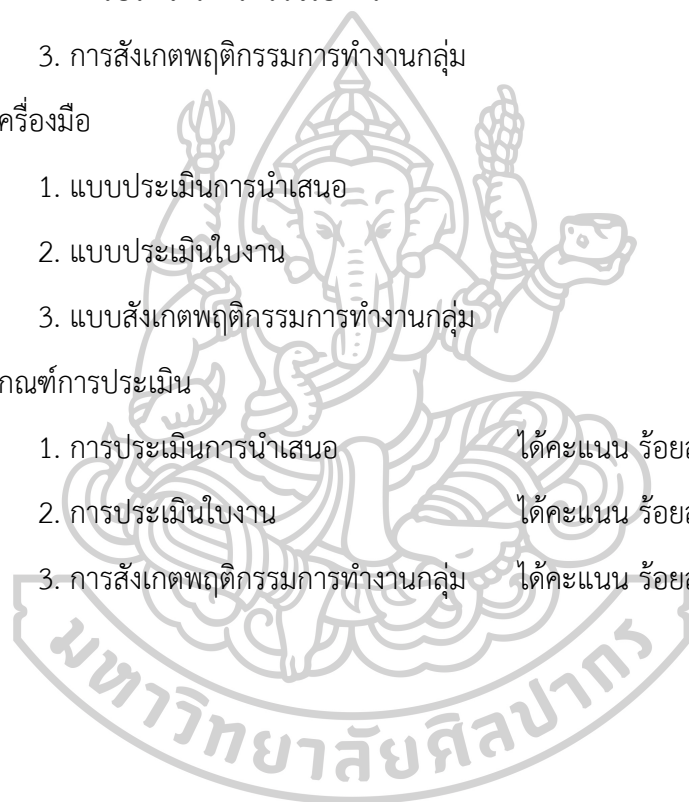 3. การสังเกตพฤติกรรมการทำงานกลุ่ม
ครื่องมือ
1. แบบประเมินการนำเสนอ
2. แบบประเมินใบงาน
3. แบบสังเกตพฤติกรรมการทำงานกลุ่ม
กณฑ์การประเมิน
1. การประเมินการนำเสนอ ได้คะแนน ร้อยล
2. การประเมินใบงาน ได้คะแนน ร้อยล
3. การสังเกตพฤติกรรมการทำงานกลุ่ม ได้คะแนน ร้อยล
มหาวิทยาลัยศิลปากร